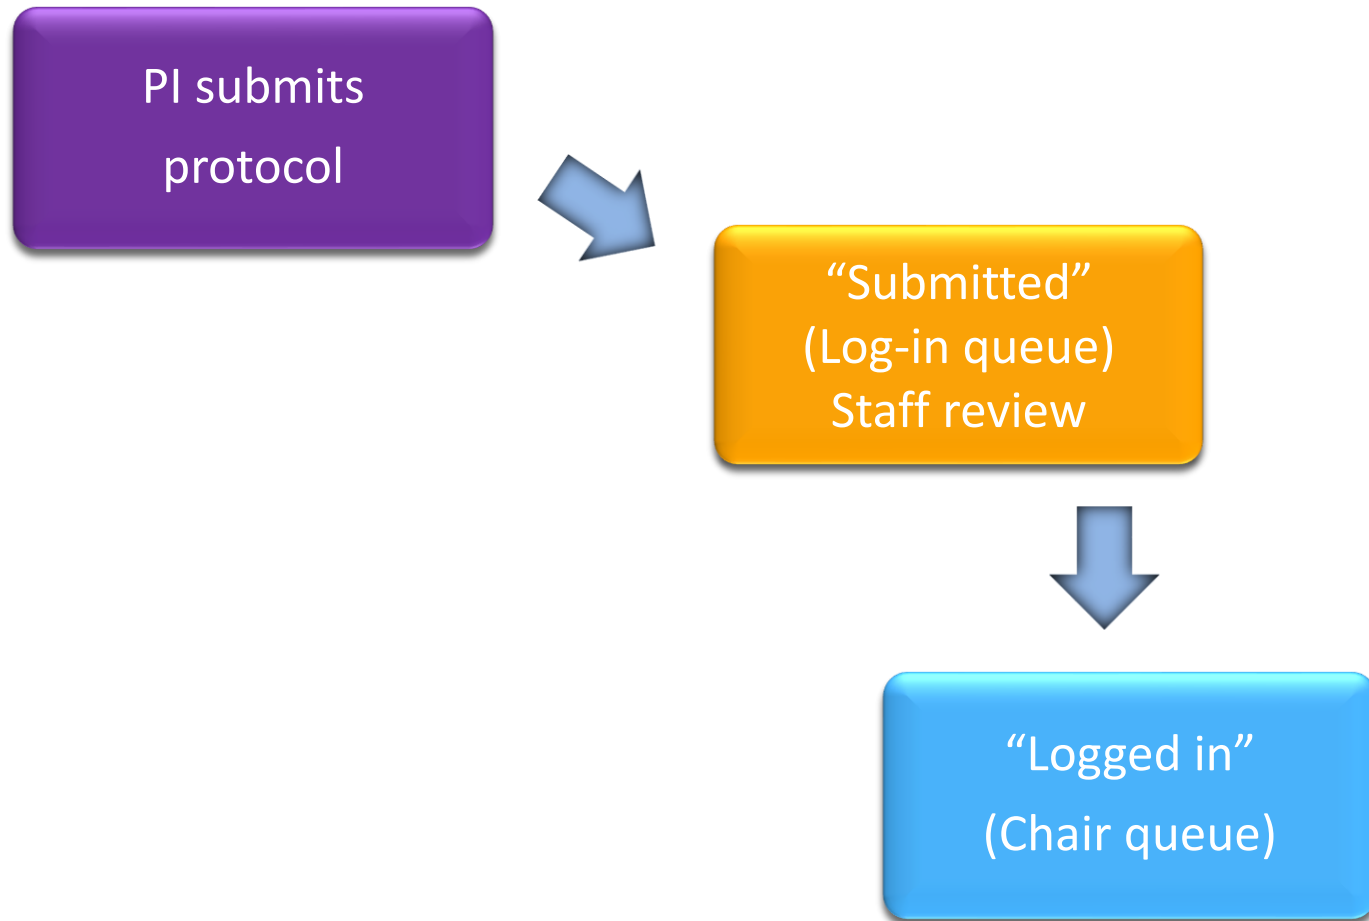 PI submits
protocol
“Submitted”
(Log-in queue)
Staff review
“Logged in”
(Chair queue)